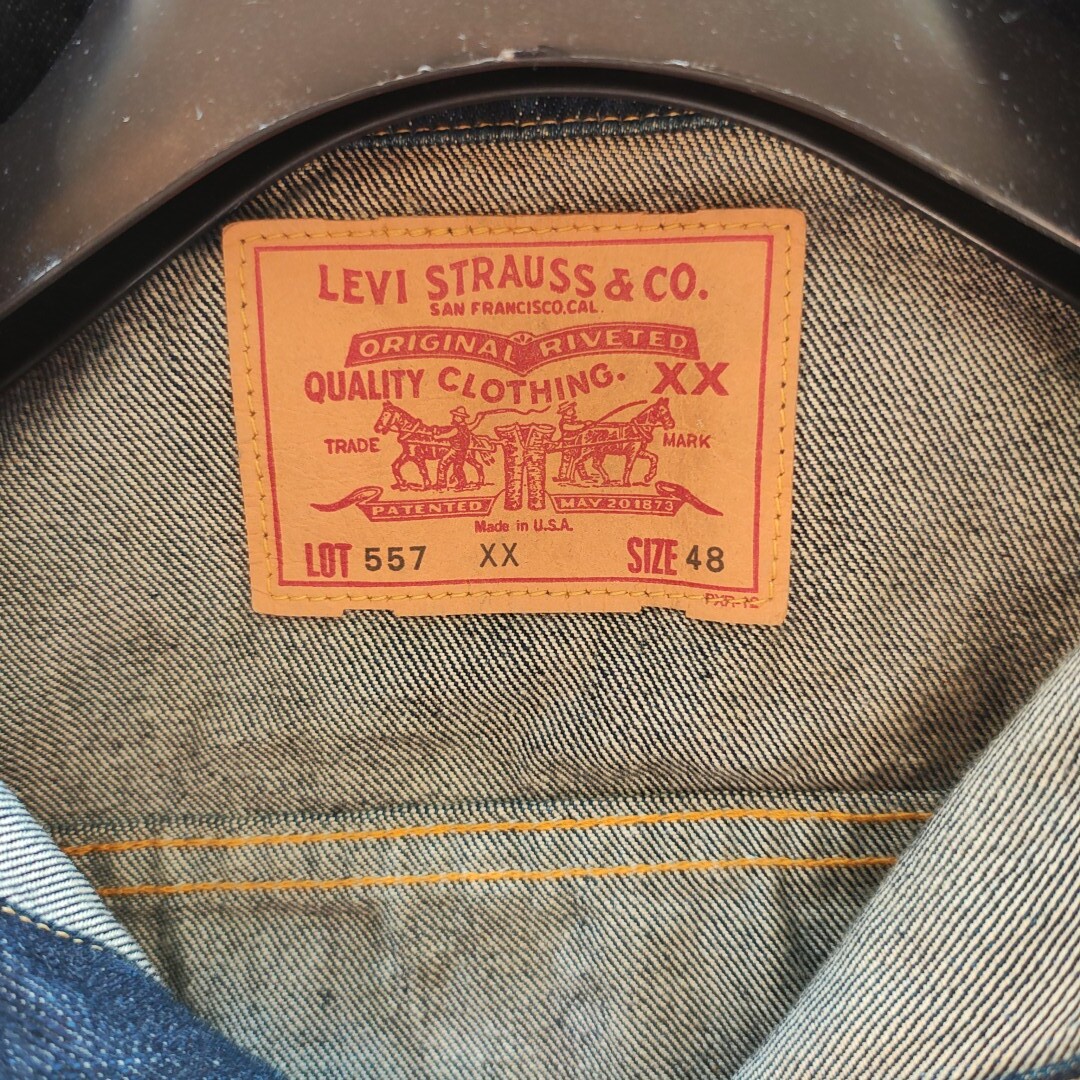 LEVI STRAUSS & CO.
SAN FRANCISCO.CAL.
ORIGINAL RIVETED
QUALITY CLOTHING. XX
TRADE MARK
PATENTED MAY 20 1873
Made in U.S.A.
LOT 557 XX SIZE 48